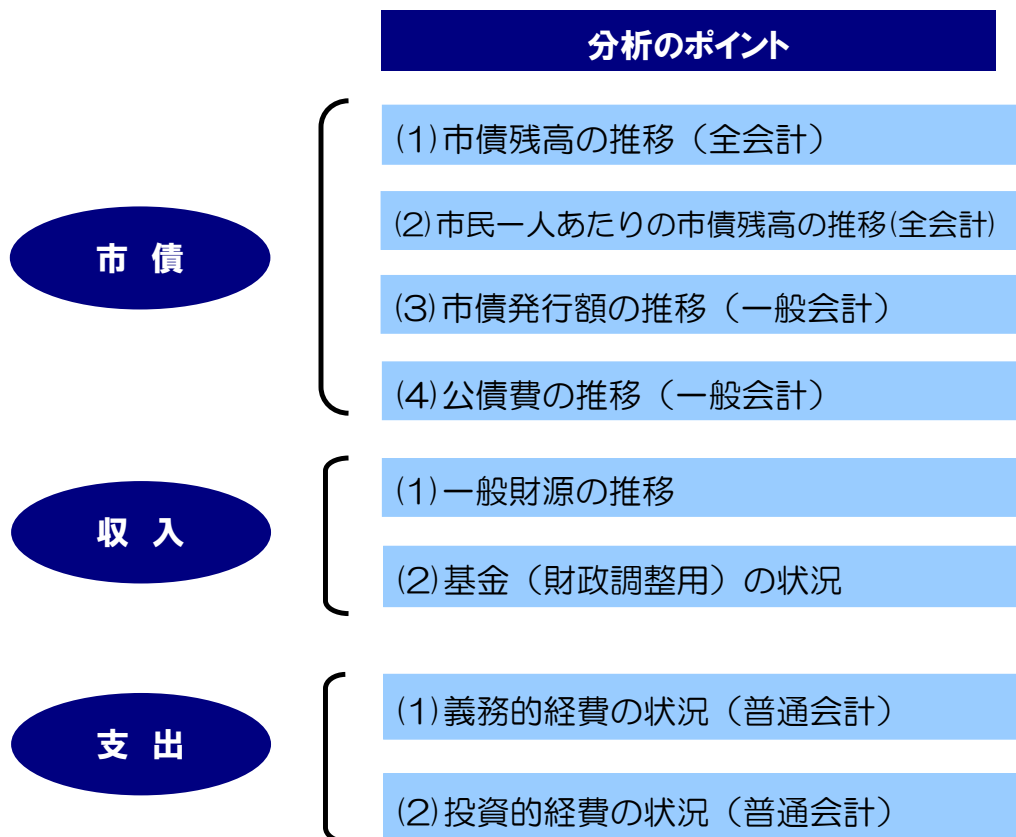 分析のポイント
市 債
(1)市債残高の推移（全会計）
(2)市民一人あたりの市債残高の推移(全会計)
(3)市債発行額の推移（一般会計）
(4)公債費の推移（一般会計）
収 入
(1)一般財源の推移
(2)基金（財政調整用）の状況
支 出
(1)義務的経費の状況（普通会計）
(2)投資的経費の状況（普通会計）